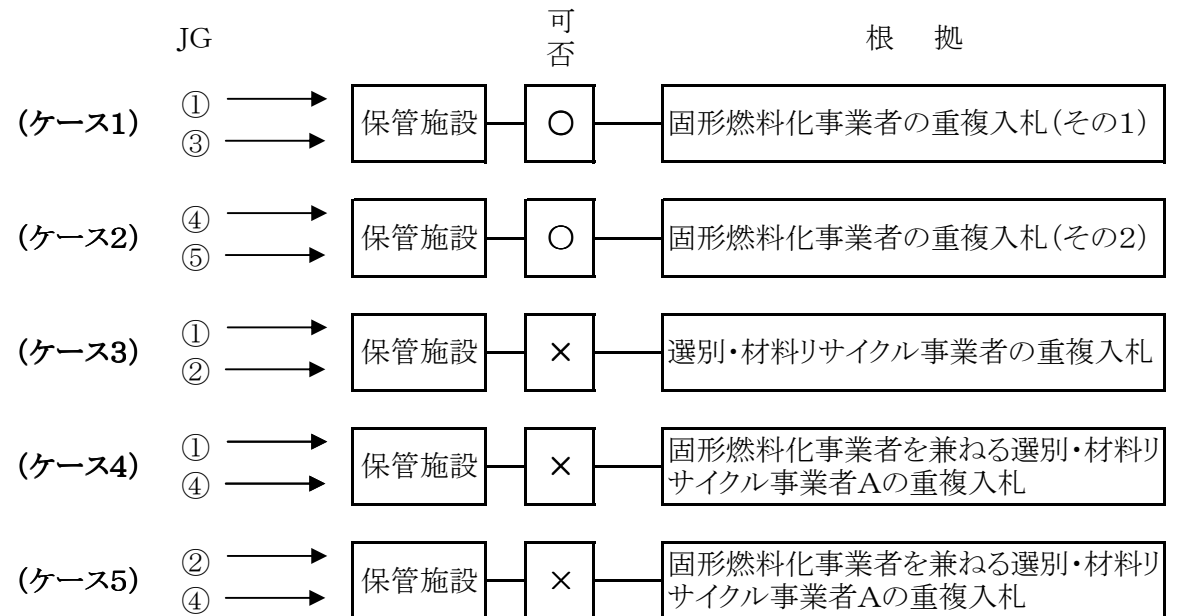 JG 可否 根 拠
(ケース1) ① ③ 保管施設 ○ 固形燃料化事業者の重複入札(その1)
(ケース2) ④ ⑤ 保管施設 ○ 固形燃料化事業者の重複入札(その2)
(ケース3) ① ② 保管施設 × 選別・材料リサイクル事業者の重複入札
(ケース4) ① ④ 保管施設 × 固形燃料化事業者を兼ねる選別・材料リ
サイクル事業者Aの重複入札
(ケース5) ② ④ 保管施設 × 固形燃料化事業者を兼ねる選別・材料リ
サイクル事業者Aの重複入札